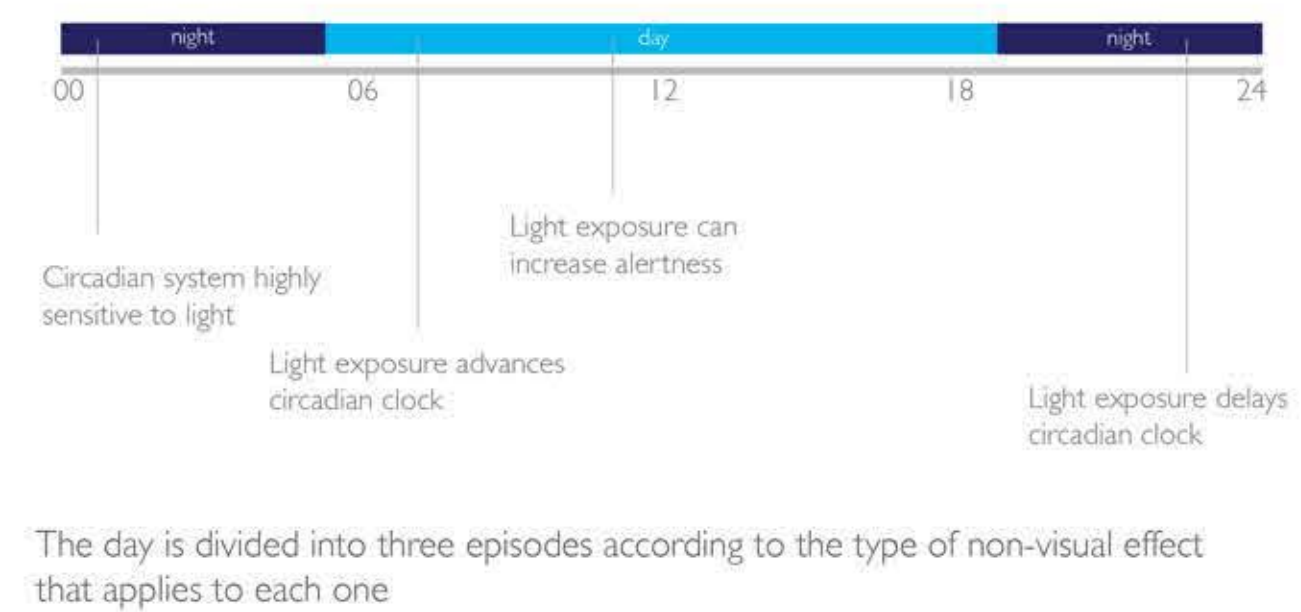 night day night
00 06 12 18 24
Light exposure can
increase alertness
Circadian system highly
sensitive to light
Light exposure advances
circadian clock
Light exposure delays
circadian clock
The day is divided into three episodes according to the type of non-visual effect
that applies to each one